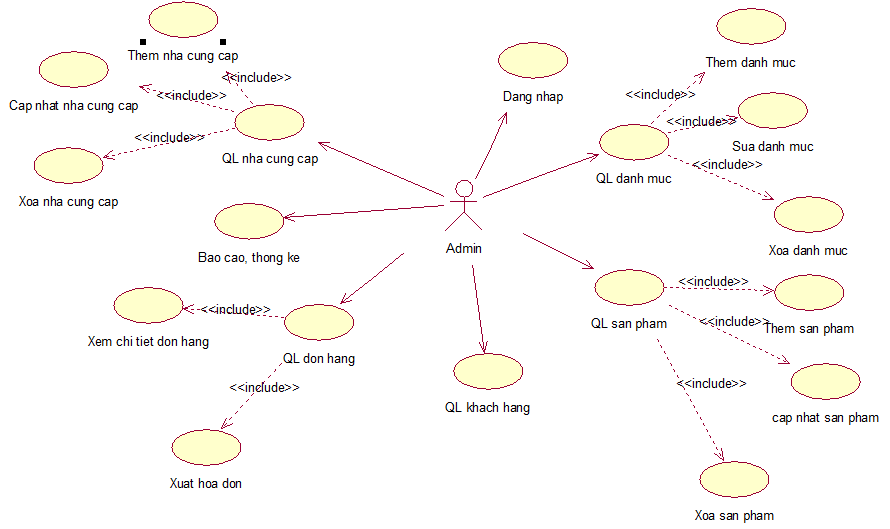 Them nha cung cap
<<include>>
Cap nhat nha cung cap
<<include>>
<<include>>
QL nha cung cap
Xoa nha cung cap
Dang nhap
Them danh muc
<<include>>
<<include>>
Sua danh muc
<<include>>
QL danh muc
Xoa danh muc
Admin
Bao cao, thong ke
<<include>>
Xem chi tiet don hang
QL don hang
<<include>>
Xuat hoa don
QL khach hang
<<include>>
QL san pham
<<include>>
Them san pham
<<include>>
cap nhat san pham
Xoa san pham